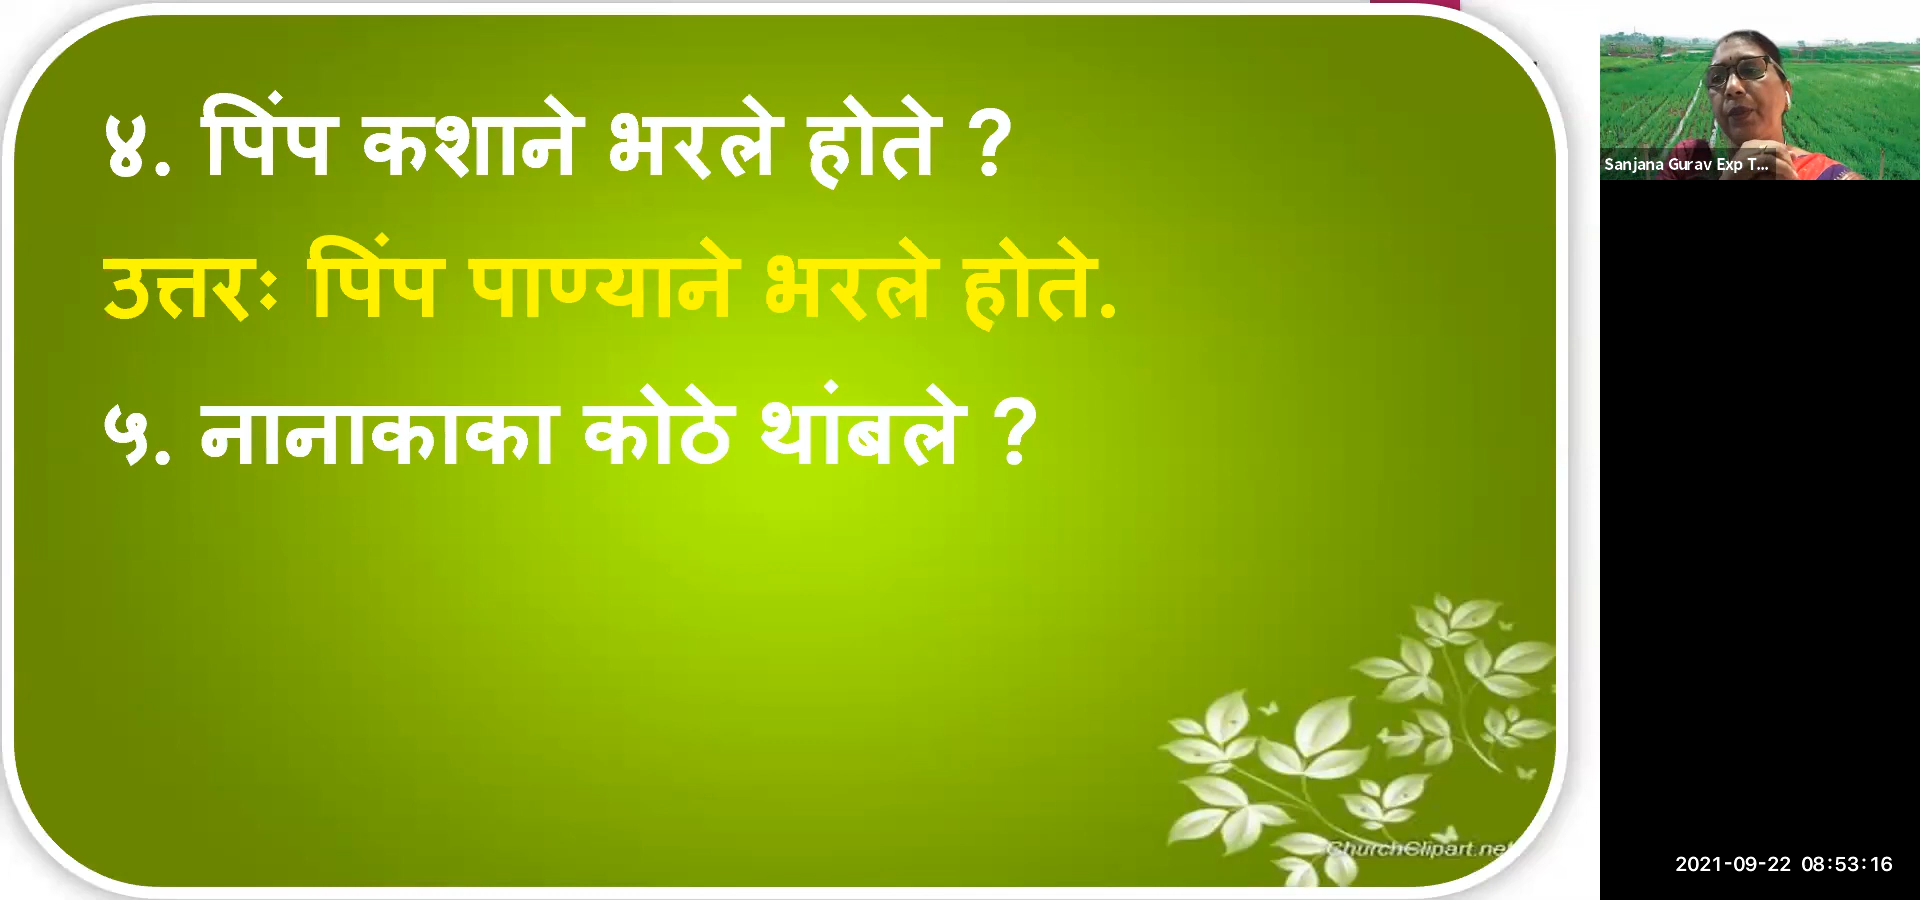 ४. पिंप कशाने भरले होते ?
उत्तरः पिंप पाण्याने भरले होते.
५. नानाकाका कोठे थांबले ?
ChurchClipart.net
Sanjana Gurav Exp T...
2021-09-22 08:53:16